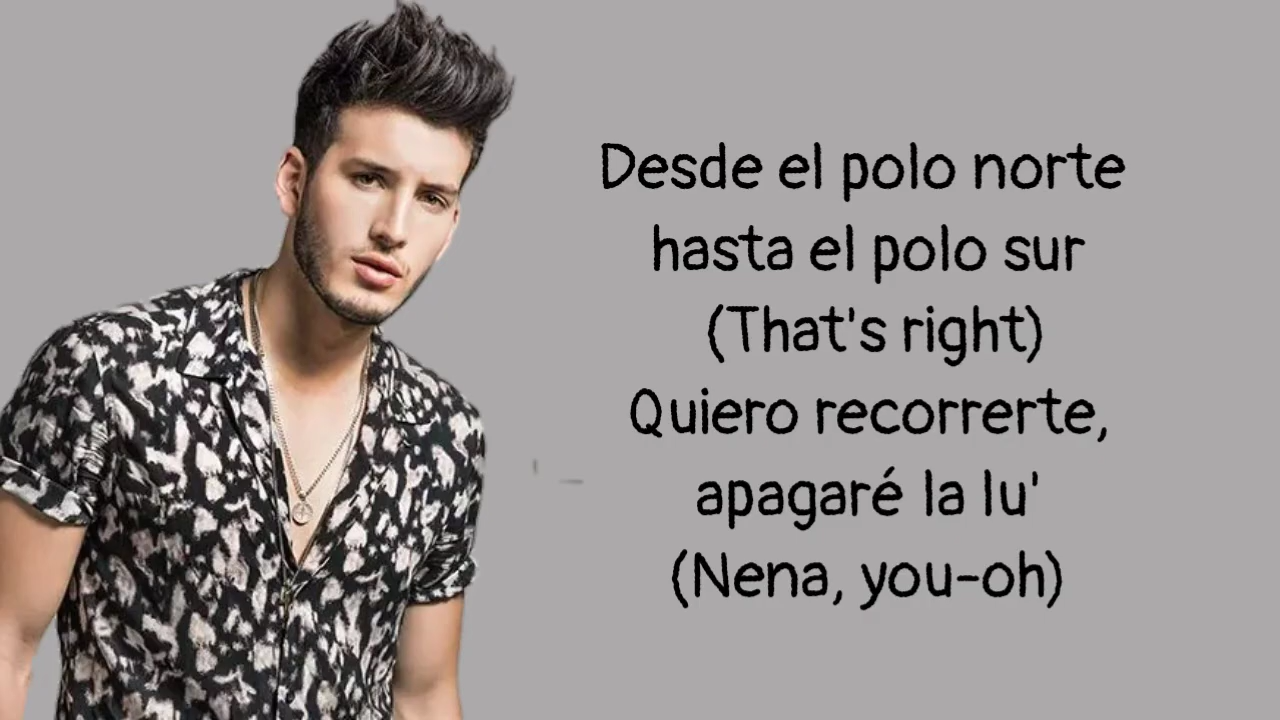 Desde el polo norte
hasta el polo sur
(That's right)
Quiero recorrerte,
apagaré la lu'
(Nena, you-oh)